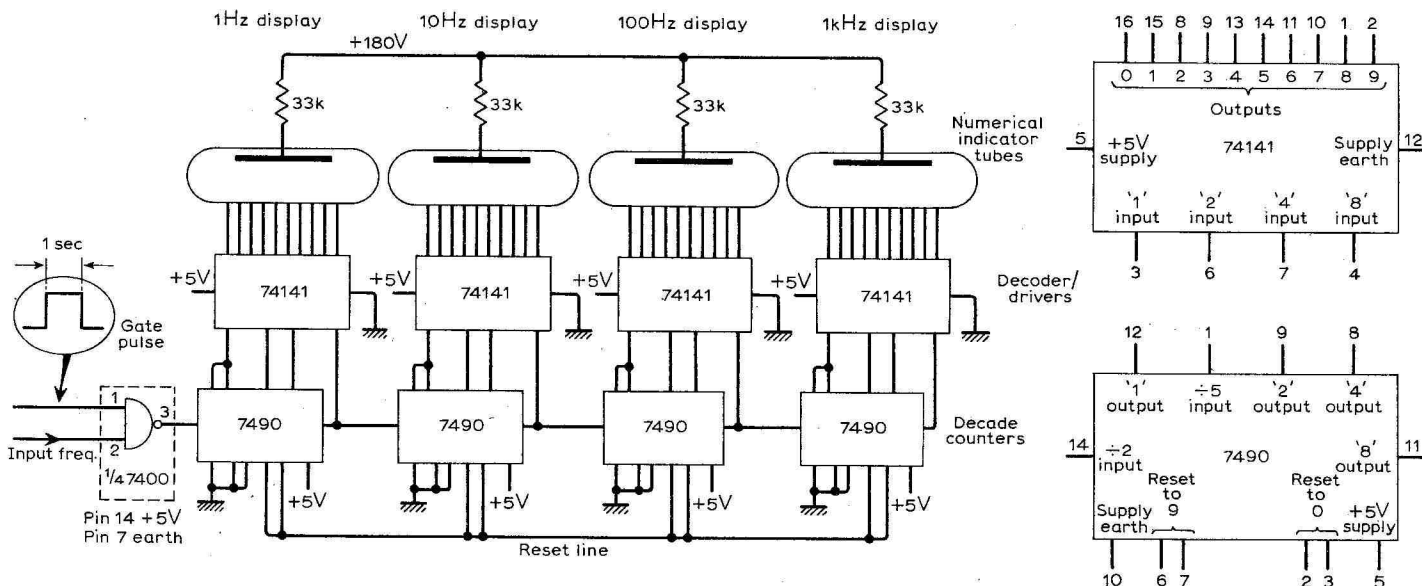 1Hz display 10Hz display 100Hz display 1kHz display
+180V
33k 33k 33k 33k
Numerical
indicator
tubes
+5V 74141 +5V 74141 +5V 74141 +5V 74141
Decoder/
drivers
1 sec
Gate
pulse
1 3
2
Input freq.
1/4 7400
Pin 14 +5V
Pin 7 earth
7490 7490 7490 7490
Decade
counters
+5V +5V +5V +5V
Reset line
16 15 8 9 13 14 11 10 1 2
0 1 2 3 4 5 6 7 8 9
Outputs
5 +5V supply 74141 Supply earth 12
'1' input '2' input '4' input '8' input
3 6 7 4
12 1 9 8
'1' output ÷5 input '2' output '4' output
14 ÷2 input 7490 '8' output 11
Supply earth Reset to 9 Reset to 0 +5V supply
10 6 7 2 3 5